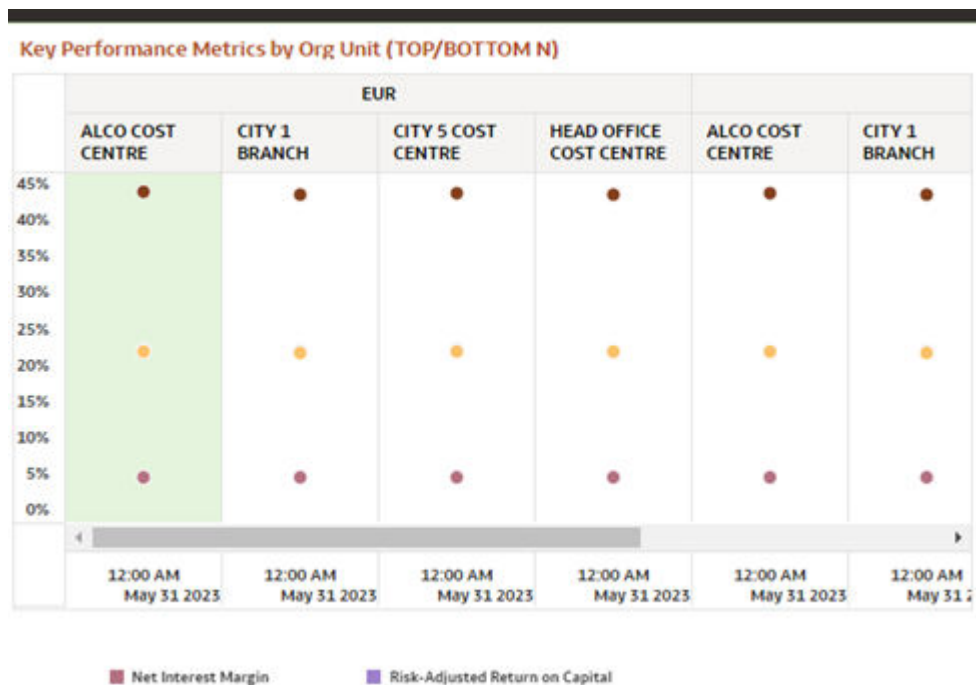 Key Performance Metrics by Org Unit (TOP/BOTTOM N)
EUR
ALCO COST CENTRE
CITY 1 BRANCH
CITY 5 COST CENTRE
HEAD OFFICE COST CENTRE
ALCO COST CENTRE
CITY 1 BRANCH
45%
40%
35%
30%
25%
20%
15%
10%
5%
0%
12:00 AM
May 31 2023
12:00 AM
May 31 2023
12:00 AM
May 31 2023
12:00 AM
May 31 2023
12:00 AM
May 31 2023
12:00 AM
May 31
Net Interest Margin
Risk-Adjusted Return on Capital